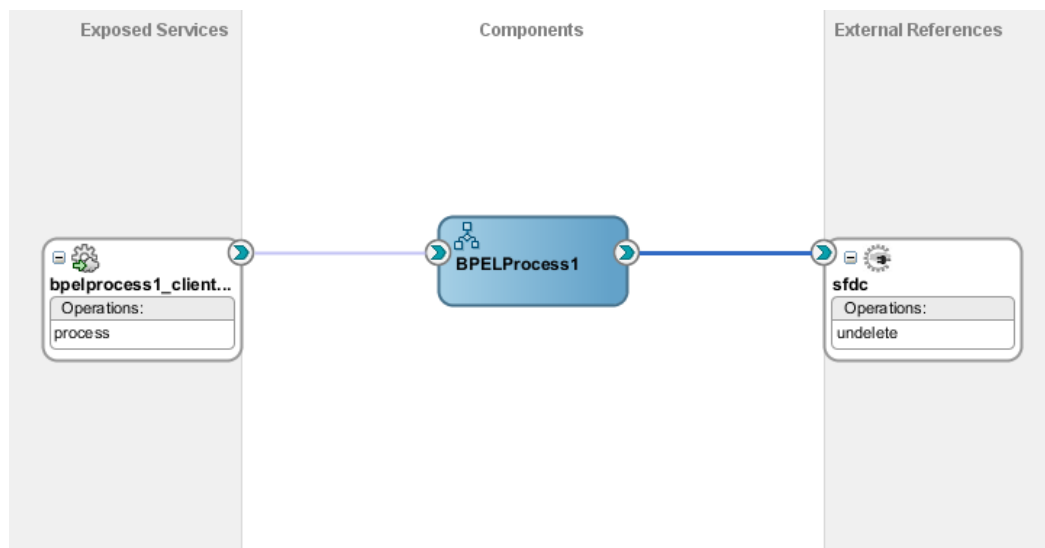 Exposed Services
Components
External References
bpelprocess1_client...
Operations:
process
BPELProcess1
sfdc
Operations:
undelete